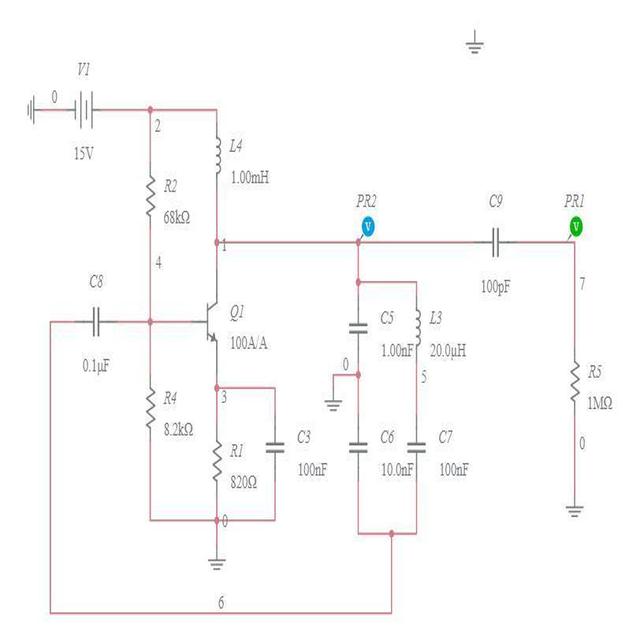 V1
0
2
15V
L4
1.00mH
R2
68kΩ
PR2
C9
PR1
1
4
100pF
7
C8
Q1
100A/A
C5
1.00nF
L3
20.0µH
0.1µF
0
5
R5
1MΩ
R4
8.2kΩ
3
R1
820Ω
C3
100nF
C6
10.0nF
C7
100nF
0
0
6
V
V